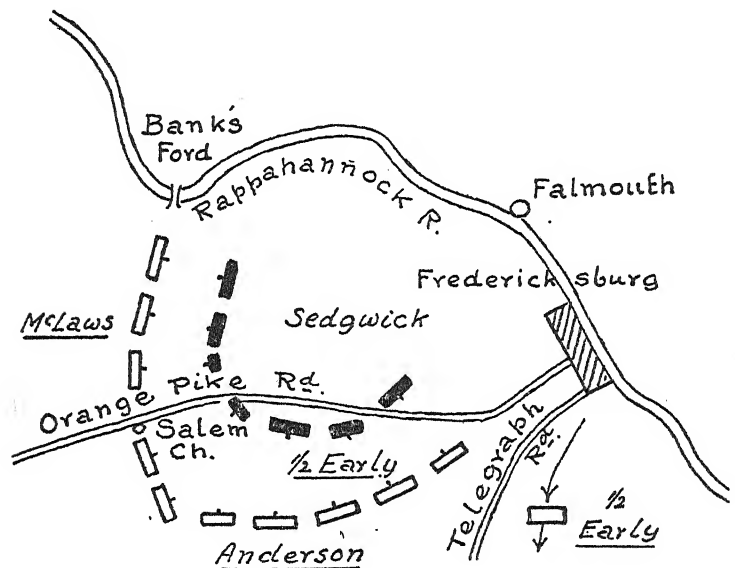 Bank's
Ford
Rappahannock R.
Falmouth
Fredericksburg
McLaws
Sedgwick
Orange Pike Rd.
Salem
Ch.
½ Early
Telegraph Rd.
½
Early
Anderson